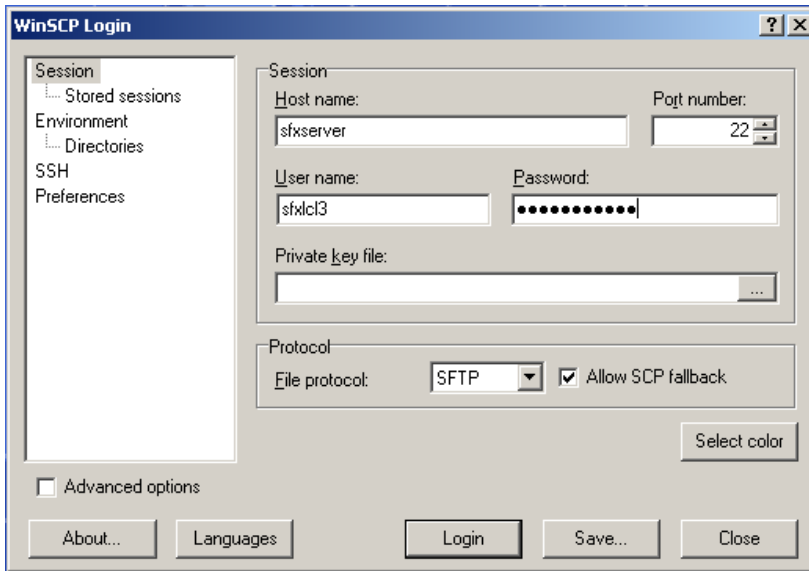 WinSCP Login
Session
Stored sessions
Environment
Directories
SSH
Preferences
Session
Host name:
Port number:
sfxserver
22
User name:
Password:
sfxlcl3
●●●●●●●●●●●
Private key file:
...
Protocol
File protocol:
SFTP
Allow SCP fallback
Select color
Advanced options
About...
Languages
Login
Save...
Close